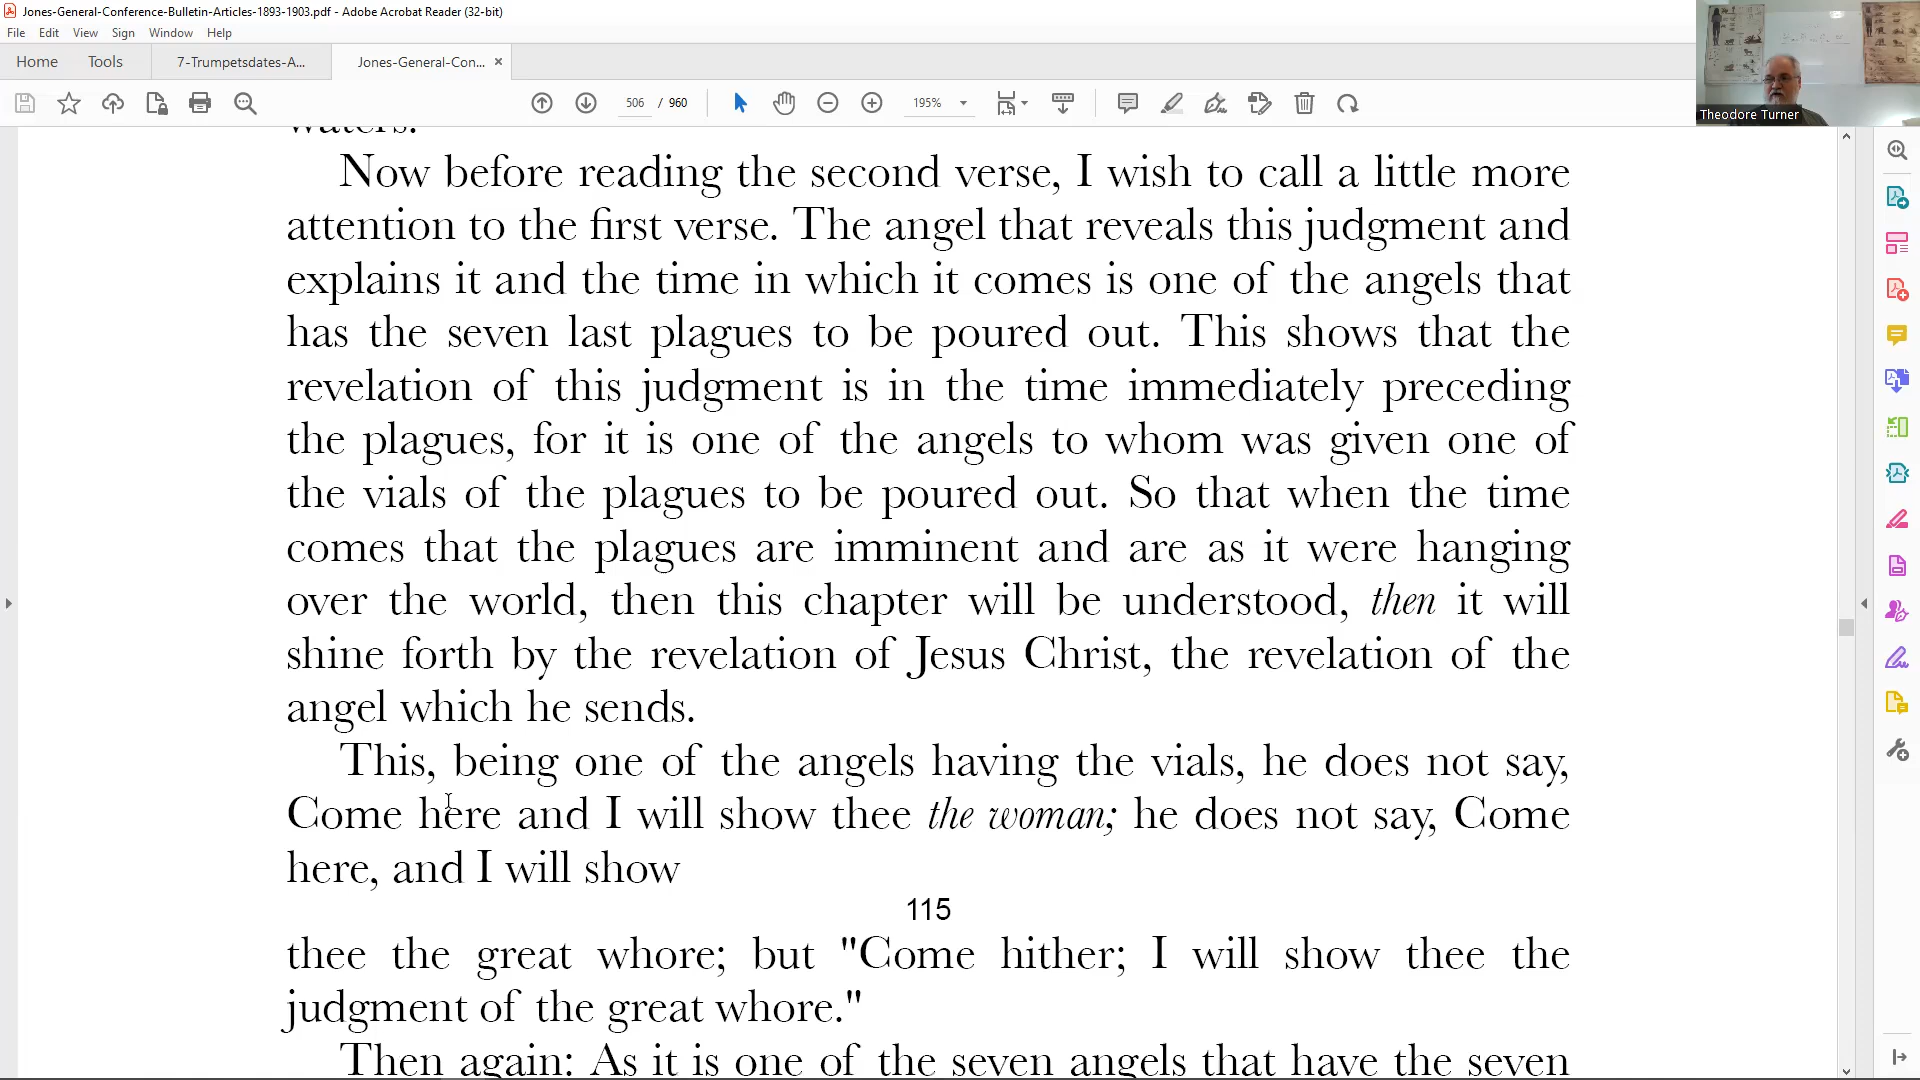 Jones-General-Conference-Bulletin-Articles-1893-1903.pdf - Adobe Acrobat Reader (32-bit)
File Edit View Sign Window Help
Home Tools 7-Trumpetsdates-A... Jones-General-Con... ×
506 / 960 195%
Theodore Turner
waters.
Now before reading the second verse, I wish to call a little more
attention to the first verse. The angel that reveals this judgment and
explains it and the time in which it comes is one of the angels that
has the seven last plagues to be poured out. This shows that the
revelation of this judgment is in the time immediately preceding
the plagues, for it is one of the angels to whom was given one of
the vials of the plagues to be poured out. So that when the time
comes that the plagues are imminent and are as it were hanging
over the world, then this chapter will be understood, then it will
shine forth by the revelation of Jesus Christ, the revelation of the
angel which he sends.
This, being one of the angels having the vials, he does not say,
Come here and I will show thee the woman; he does not say, Come
here, and I will show
115
thee the great whore; but "Come hither; I will show thee the
judgment of the great whore."
Then again: As it is one of the seven angels that have the seven